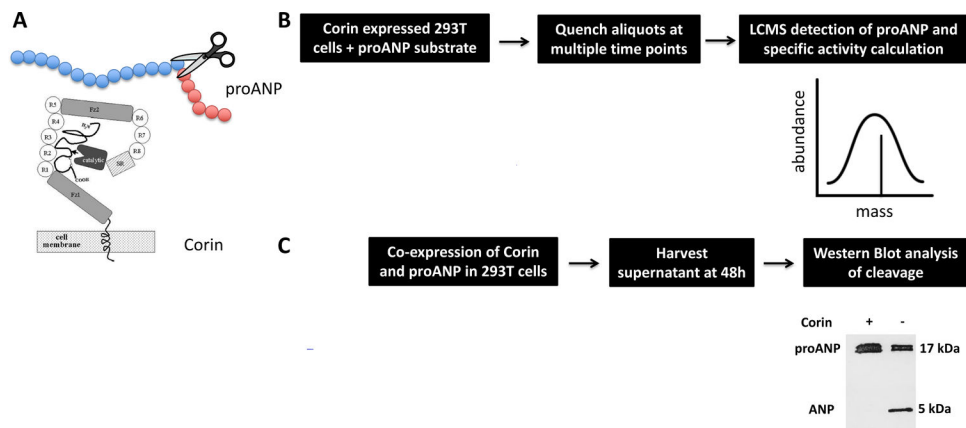 A
proANP
R5
Fz2
R6
R4
R7
R3
R2
catalytic
R8
SR
R1
COOH
Fz1
cell
membrane
Corin
B
Corin expressed 293T
cells + proANP substrate
Quench aliquots at
multiple time points
LCMS detection of proANP and
specific activity calculation
abundance
mass
C
Co-expression of Corin
and proANP in 293T cells
Harvest
supernatant at 48h
Western Blot analysis
of cleavage
Corin + -
proANP 17 kDa
ANP 5 kDa